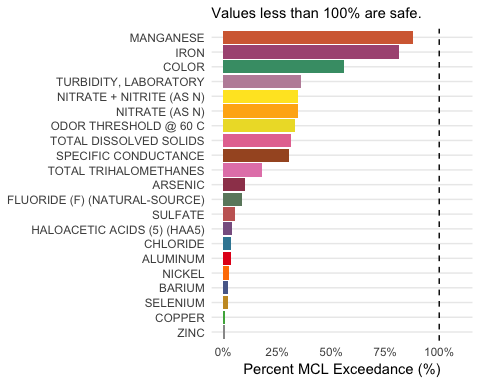 Values less than 100% are safe.
MANGANESE
IRON
COLOR
TURBIDITY, LABORATORY
NITRATE + NITRITE (AS N)
NITRATE (AS N)
ODOR THRESHOLD @ 60 C
TOTAL DISSOLVED SOLIDS
SPECIFIC CONDUCTANCE
TOTAL TRIHALOMETHANES
ARSENIC
FLUORIDE (F) (NATURAL-SOURCE)
SULFATE
HALOACETIC ACIDS (5) (HAA5)
CHLORIDE
ALUMINUM
NICKEL
BARIUM
SELENIUM
COPPER
ZINC
0% 25% 50% 75% 100%
Percent MCL Exceedance (%)